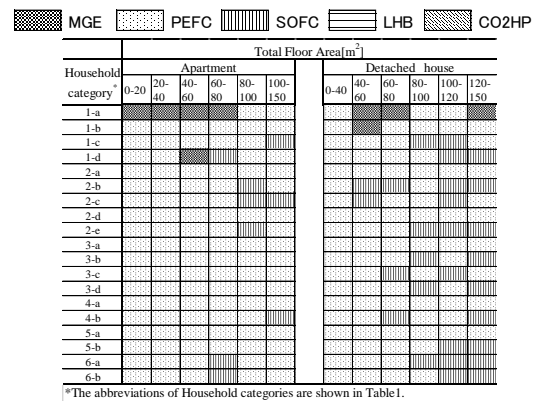 MGE PEFC SOFC LHB CO2HP
Total Floor Area[m2]
Household category* Apartment Detached house
0-20 20-40 40-60 60-80 80-100 100-150 0-40 40-60 60-80 80-100 100-120 120-150
1-a
1-b
1-c
1-d
2-a
2-b
2-c
2-d
2-e
3-a
3-b
3-c
3-d
4-a
4-b
5-a
5-b
6-a
6-b
*The abbreviations of Household categories are shown in Table1.